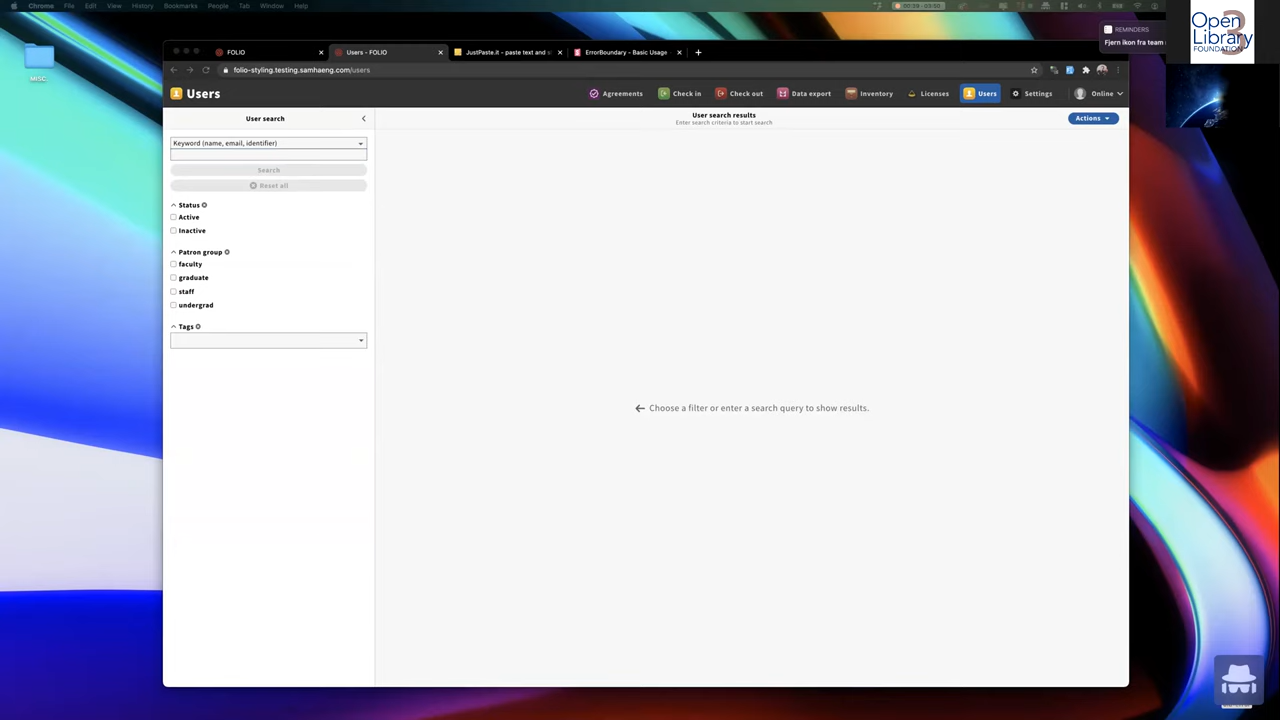 Chrome File Edit View History Bookmarks People Tab Window Help
MISC.
REMINDERS
Fjern ikon fra team
Open
Library
FOUNDATION
3
FOLIO
Users - FOLIO
JustPaste.it - paste text and s
ErrorBoundary - Basic Usage
folio-styling.testing.samhaeng.com/users
Users
Agreements
Check in
Check out
Data export
Inventory
Licenses
Users
Settings
Online
User search
User search results
Enter search criteria to start search
Actions
Keyword (name, email, identifier)
Search
Reset all
Status
Active
Inactive
Patron group
faculty
graduate
staff
undergrad
Tags
Choose a filter or enter a search query to show results.